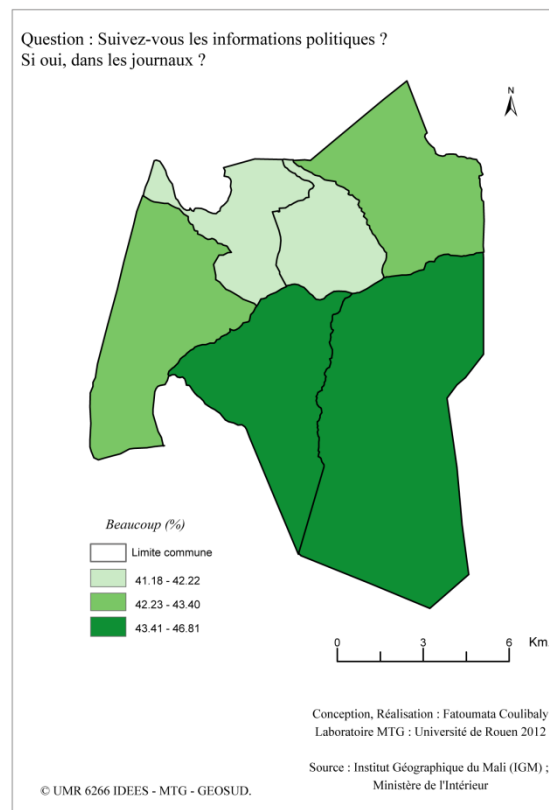 Question : Suivez-vous les informations politiques ?
Si oui, dans les journaux ?
N
Beaucoup (%)
Limite commune
41.18 - 42.22
42.23 - 43.40
43.41 - 46.81
0 3 6 Km
Conception, Réalisation : Fatoumata Coulibaly
Laboratoire MTG : Université de Rouen 2012
Source : Institut Géographique du Mali (IGM) ;
Ministère de l'Intérieur
© UMR 6266 IDEES - MTG - GEOSUD.